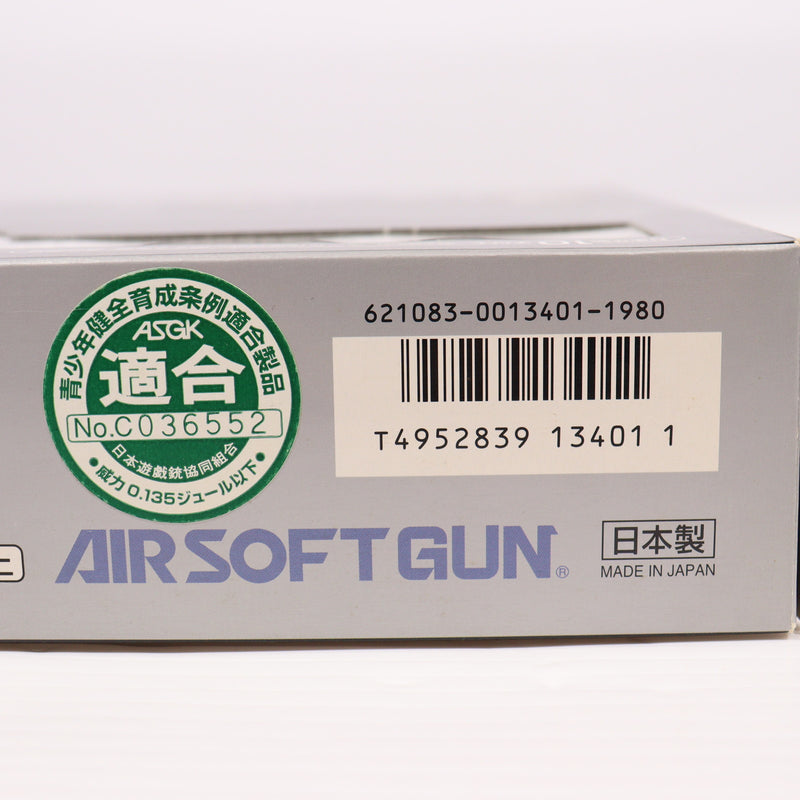 青少年健全育成条例適合製品
ASGK
適合
No.C036552
日本遊戯銃協同組合
•威力0.135ジュール以下•
621083-0013401-1980
T4952839 13401 1
AIRSOFTGUN®
日本製
MADE IN JAPAN